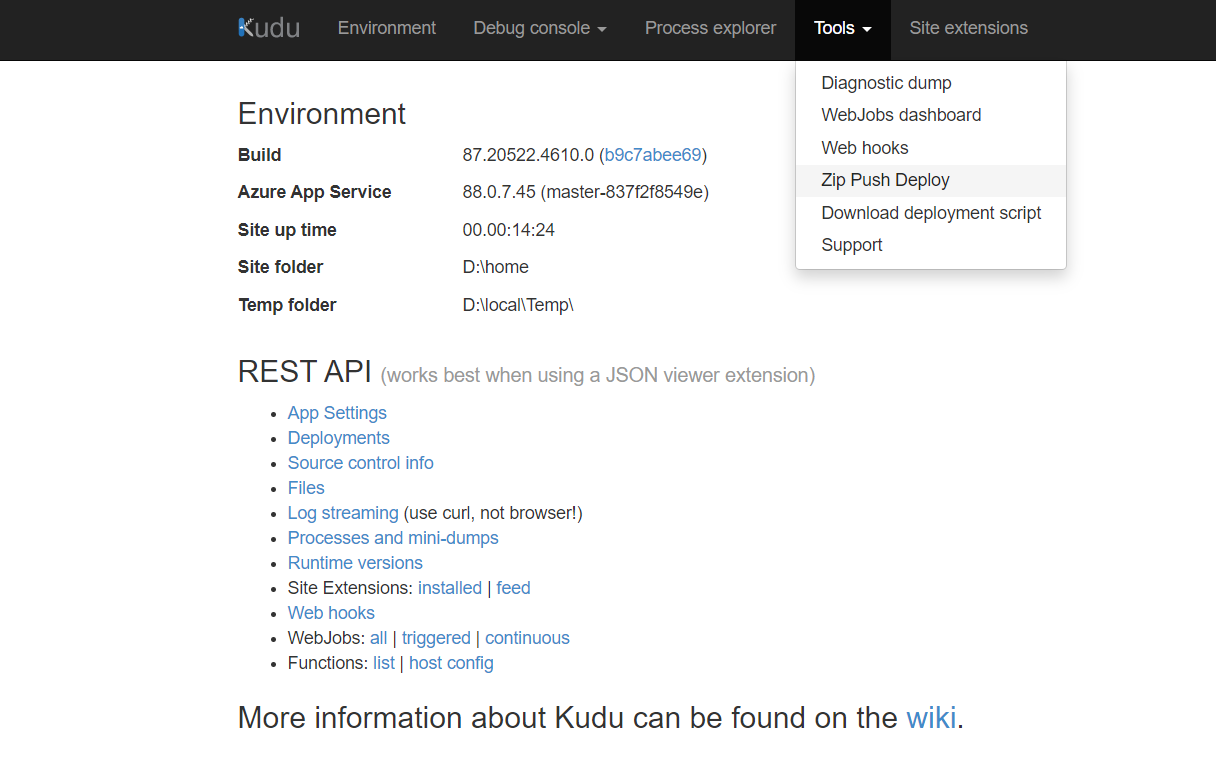 Kudu Environment Debug console Process explorer Tools Site extensions
Diagnostic dump
WebJobs dashboard
Web hooks
Zip Push Deploy
Download deployment script
Support
Environment
Build 87.20522.4610.0 (b9c7abee69)
Azure App Service 88.0.7.45 (master-837f2f8549e)
Site up time 00.00:14:24
Site folder D:\home
Temp folder D:\local\Temp\
REST API (works best when using a JSON viewer extension)
App Settings
Deployments
Source control info
Files
Log streaming (use curl, not browser!)
Processes and mini-dumps
Runtime versions
Site Extensions: installed | feed
Web hooks
WebJobs: all | triggered | continuous
Functions: list | host config
More information about Kudu can be found on the wiki.